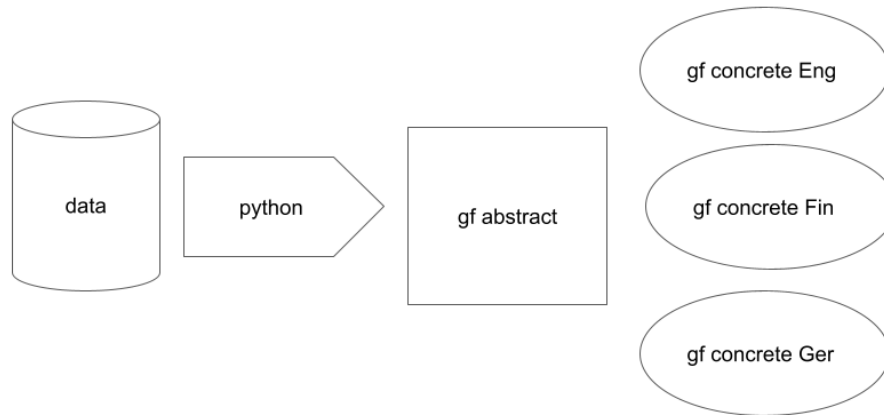 data
python
gf abstract
gf concrete Eng
gf concrete Fin
gf concrete Ger